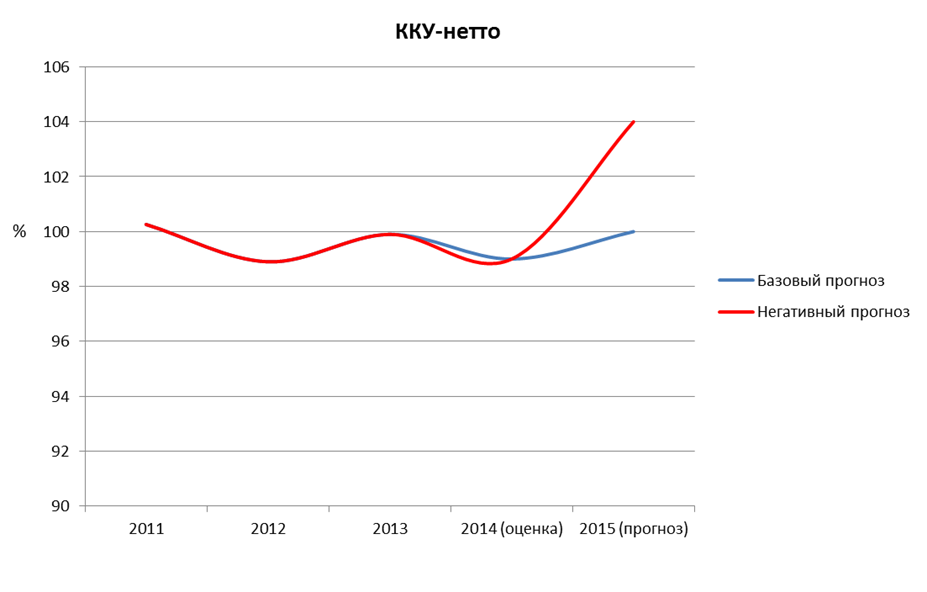 ККУ-нетто
106
104
102
%
100
98
96
94
92
90
2011
2012
2013
2014 (оценка)
2015 (прогноз)
Базовый прогноз
Негативный прогноз